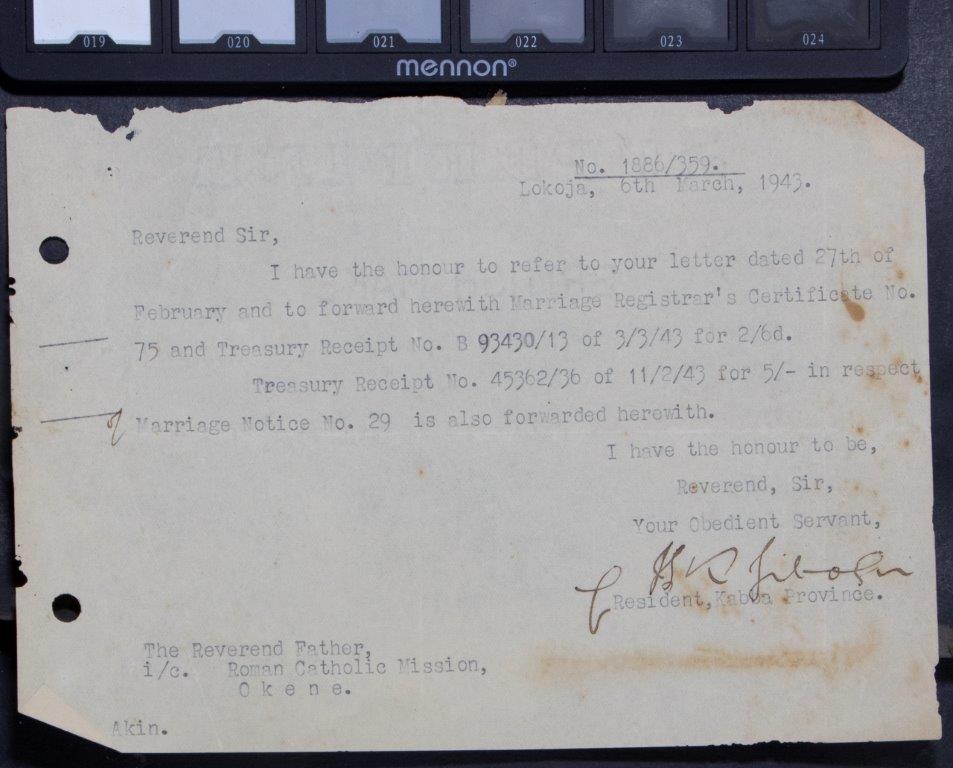 019 020 021 022 023 024
mennon®
No. 1886/359.
Lokoja, 6th March, 1943.
Reverend Sir,
I have the honour to refer to your letter dated 27th of
February and to forward herewith Marriage Registrar's Certificate No.
75 and Treasury Receipt No. B 93430/13 of 3/3/43 for 2/6d.
Treasury Receipt No. 45362/36 of 11/2/43 for 5/- in respect
of Marriage Notice No. 29 is also forwarded herewith.
I have the honour to be,
Reverend, Sir,
Your Obedient Servant,
Resident, Kabba Province.
The Reverend Father,
i/c. Roman Catholic Mission,
O k e n e.
Akin.